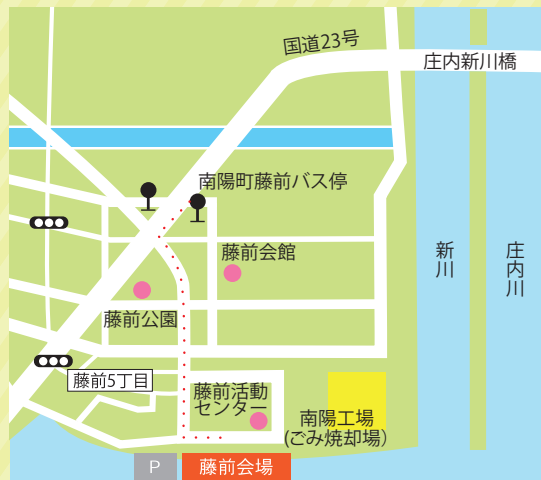 国道23号
庄内新川橋
南陽町藤前バス停
藤前会館
新川
庄内川
藤前公園
藤前5丁目
藤前活動
センター
南陽工場
(ごみ焼却場)
P
藤前会場